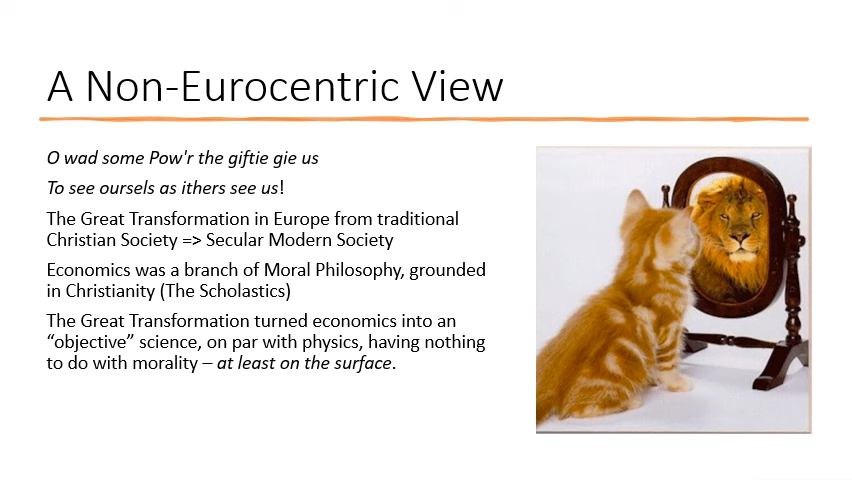 A Non-Eurocentric View
O wad some Pow'r the giftie gie us
To see oursels as ithers see us!
The Great Transformation in Europe from traditional
Christian Society => Secular Modern Society
Economics was a branch of Moral Philosophy, grounded
in Christianity (The Scholastics)
The Great Transformation turned economics into an
“objective” science, on par with physics, having nothing
to do with morality – at least on the surface.